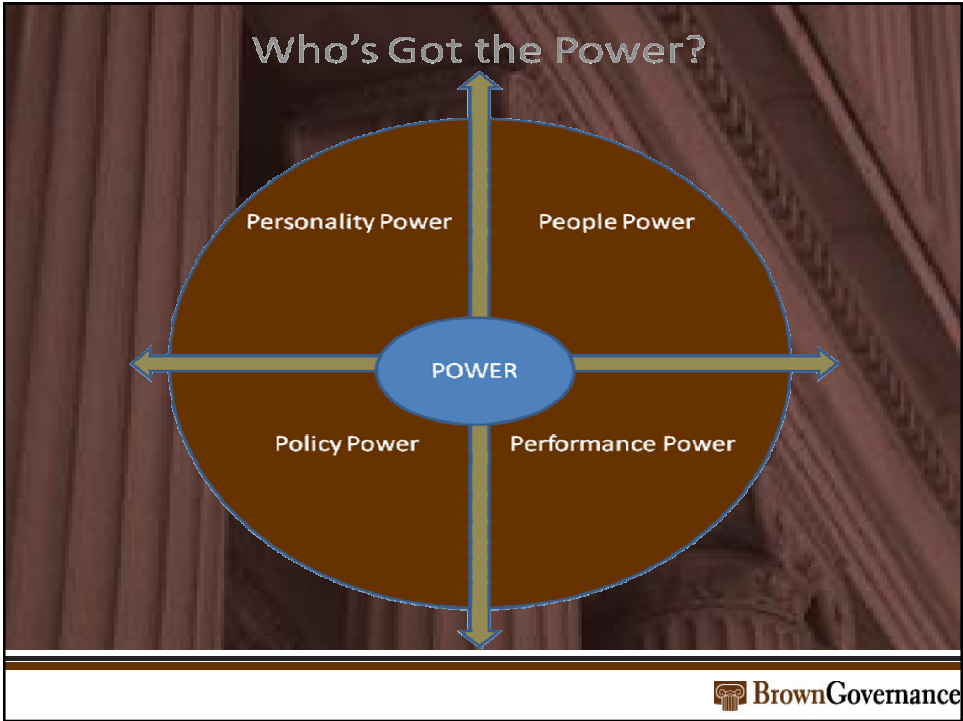 Who's Got the Power?
Personality Power
People Power
POWER
Policy Power
Performance Power
BrownGovernance